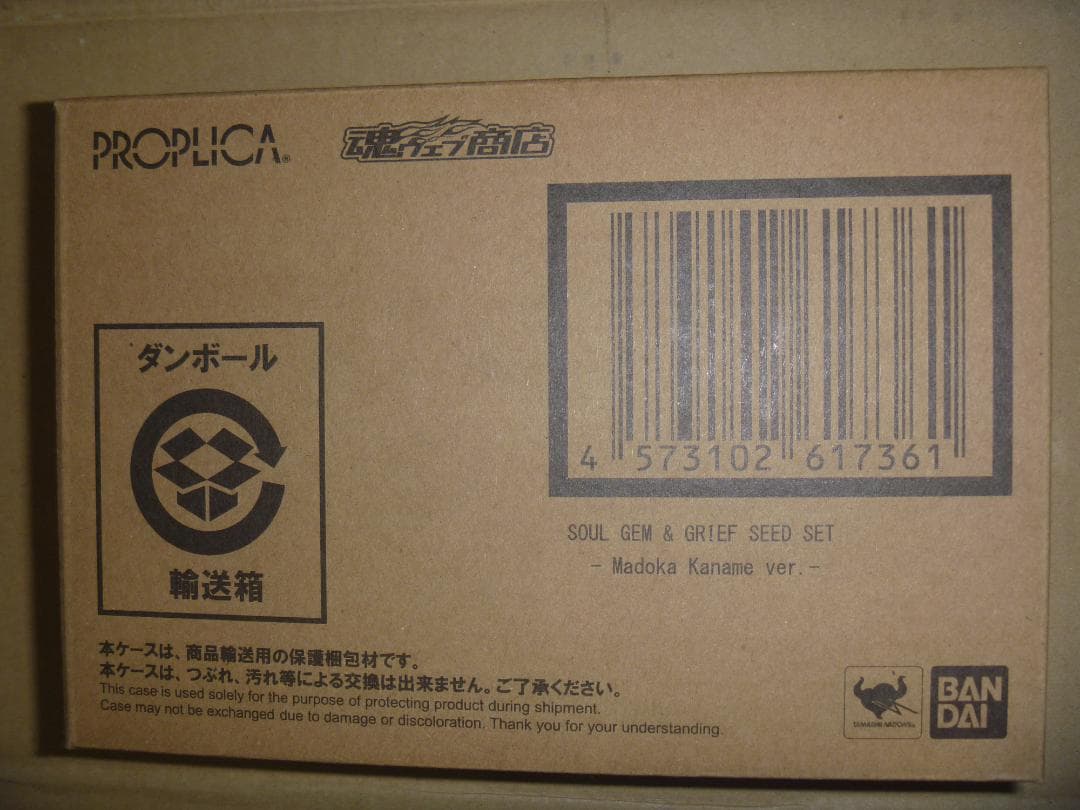 PROPLICA®
魂ウェブ商店
4 573102 617361
SOUL GEM & GRIEF SEED SET
- Madoka Kaname ver.-
ダンボール
輸送箱
本ケースは、商品輸送用の保護梱包材です。
本ケースは、つぶれ、汚れ等による交換は出来ません。ご了承ください。
This case is used solely for the purpose of protecting product during shipment.
Case may not be exchanged due to damage or discoloration. Thank you for your understanding.
TAMASHII NATIONS
BAN
DAI